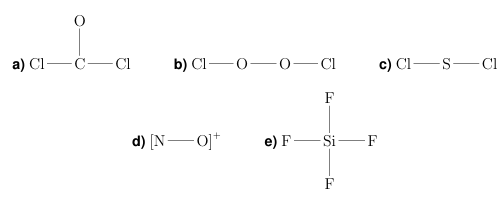 O
a) Cl—C—Cl b) Cl—O—O—Cl c) Cl—S—Cl
F
d) [N—O]⁺ e) F—Si—F
F